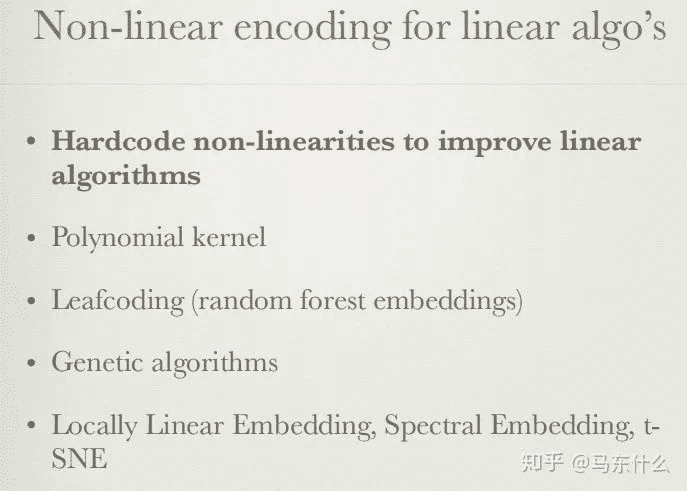 Non-linear encoding for linear algo's
• Hardcode non-linearities to improve linear
algorithms
• Polynomial kernel
• Leafcoding (random forest embeddings)
• Genetic algorithms
• Locally Linear Embedding, Spectral Embedding, t-
SNE
知乎 @马东什么